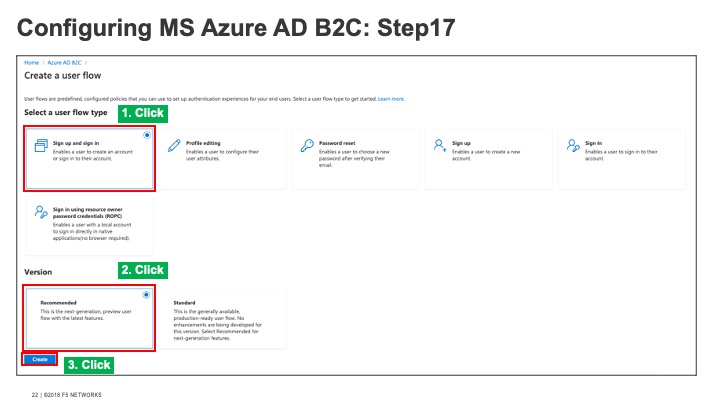 Configuring MS Azure AD B2C: Step17
Home > Azure AD B2C >
Create a user flow
User flows are predefined, configured policies that you can use to set up authentication experiences for your end users. Select a user flow type to get started. Learn more.
Select a user flow type
1. Click
Sign up and sign in
Enables a user to create an account
or sign in to their account.
Profile editing
Enables a user to configure their
user attributes.
Password reset
Enables a user to choose a new
password after verifying their
email.
Sign up
Enables a user to create a new
account.
Sign in
Enables a user to sign in to their
account.
Sign in using resource owner
password credentials (ROPC)
Enables a user with a local account
to sign in directly in native
applications(no browser required).
Version
2. Click
Recommended
This is the next-generation, preview user
flow with the latest features.
Standard
This is the generally available,
production-ready user flow. No
enhancements are being developed for
this version. Select Recommended for
next-generation features.
Create
3. Click
22 | ©2018 F5 NETWORKS